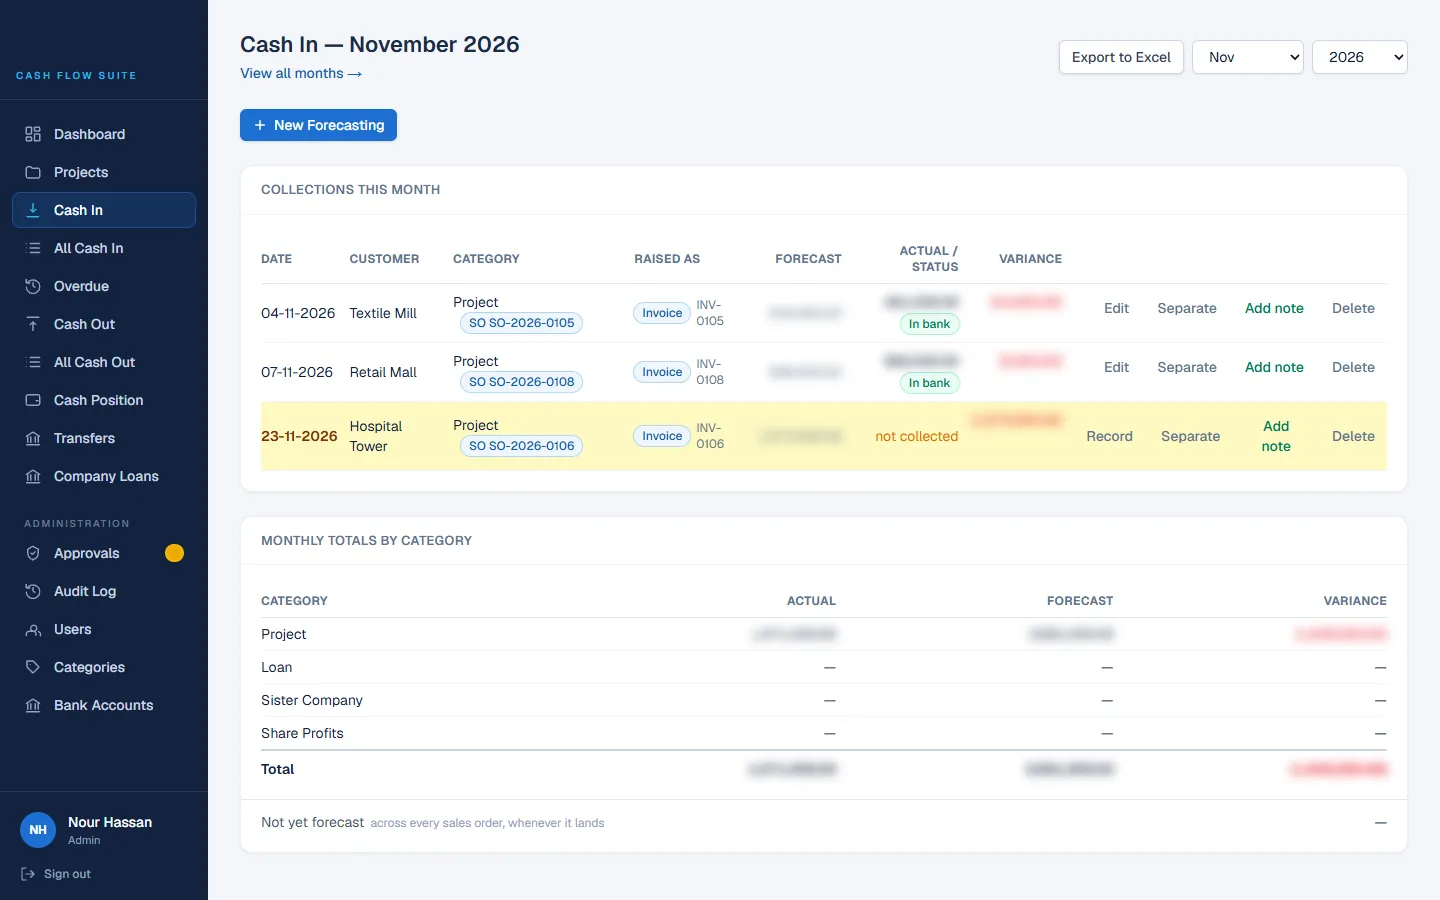 CASH FLOW SUITE
Dashboard
Projects
Cash In
All Cash In
Overdue
Cash Out
All Cash Out
Cash Position
Transfers
Company Loans
ADMINISTRATION
Approvals
Audit Log
Users
Categories
Bank Accounts
NH
Nour Hassan
Admin
Sign out
Cash In — November 2026
View all months →
Export to Excel
Nov
2026
+ New Forecasting
COLLECTIONS THIS MONTH
DATE CUSTOMER CATEGORY RAISED AS FORECAST ACTUAL / STATUS VARIANCE
04-11-2026 Textile Mill Project SO SO-2026-0105 Invoice INV-0105 In bank Edit Separate Add note Delete
07-11-2026 Retail Mall Project SO SO-2026-0108 Invoice INV-0108 In bank Edit Separate Add note Delete
23-11-2026 Hospital Tower Project SO SO-2026-0106 Invoice INV-0106 not collected Record Separate Add note Delete
MONTHLY TOTALS BY CATEGORY
CATEGORY ACTUAL FORECAST VARIANCE
Project
Loan — — —
Sister Company — — —
Share Profits — — —
Total
Not yet forecast across every sales order, whenever it lands —